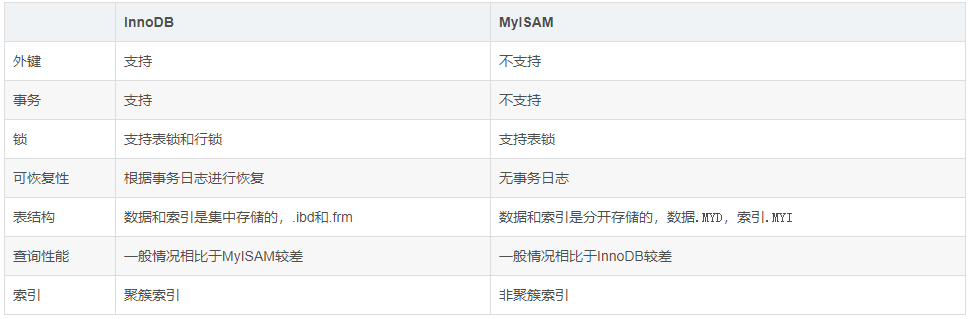 InnoDB MyISAM
外键 支持 不支持
事务 支持 不支持
锁 支持表锁和行锁 支持表锁
可恢复性 根据事务日志进行恢复 无事务日志
表结构 数据和索引是集中存储的，.ibd和.frm 数据和索引是分开存储的，数据.MYD，索引.MYI
查询性能 一般情况相比于MyISAM较差 一般情况相比于InnoDB较差
索引 聚簇索引 非聚簇索引